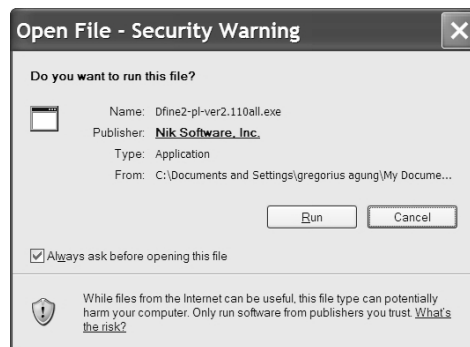 Open File - Security Warning
Do you want to run this file?
Name: Dfine2-pl-ver2.110all.exe
Publisher: Nik Software, Inc.
Type: Application
From: C:\Documents and Settings\gregorius agung\My Docume...
Run Cancel
Always ask before opening this file
While files from the Internet can be useful, this file type can potentially
harm your computer. Only run software from publishers you trust. What's
the risk?